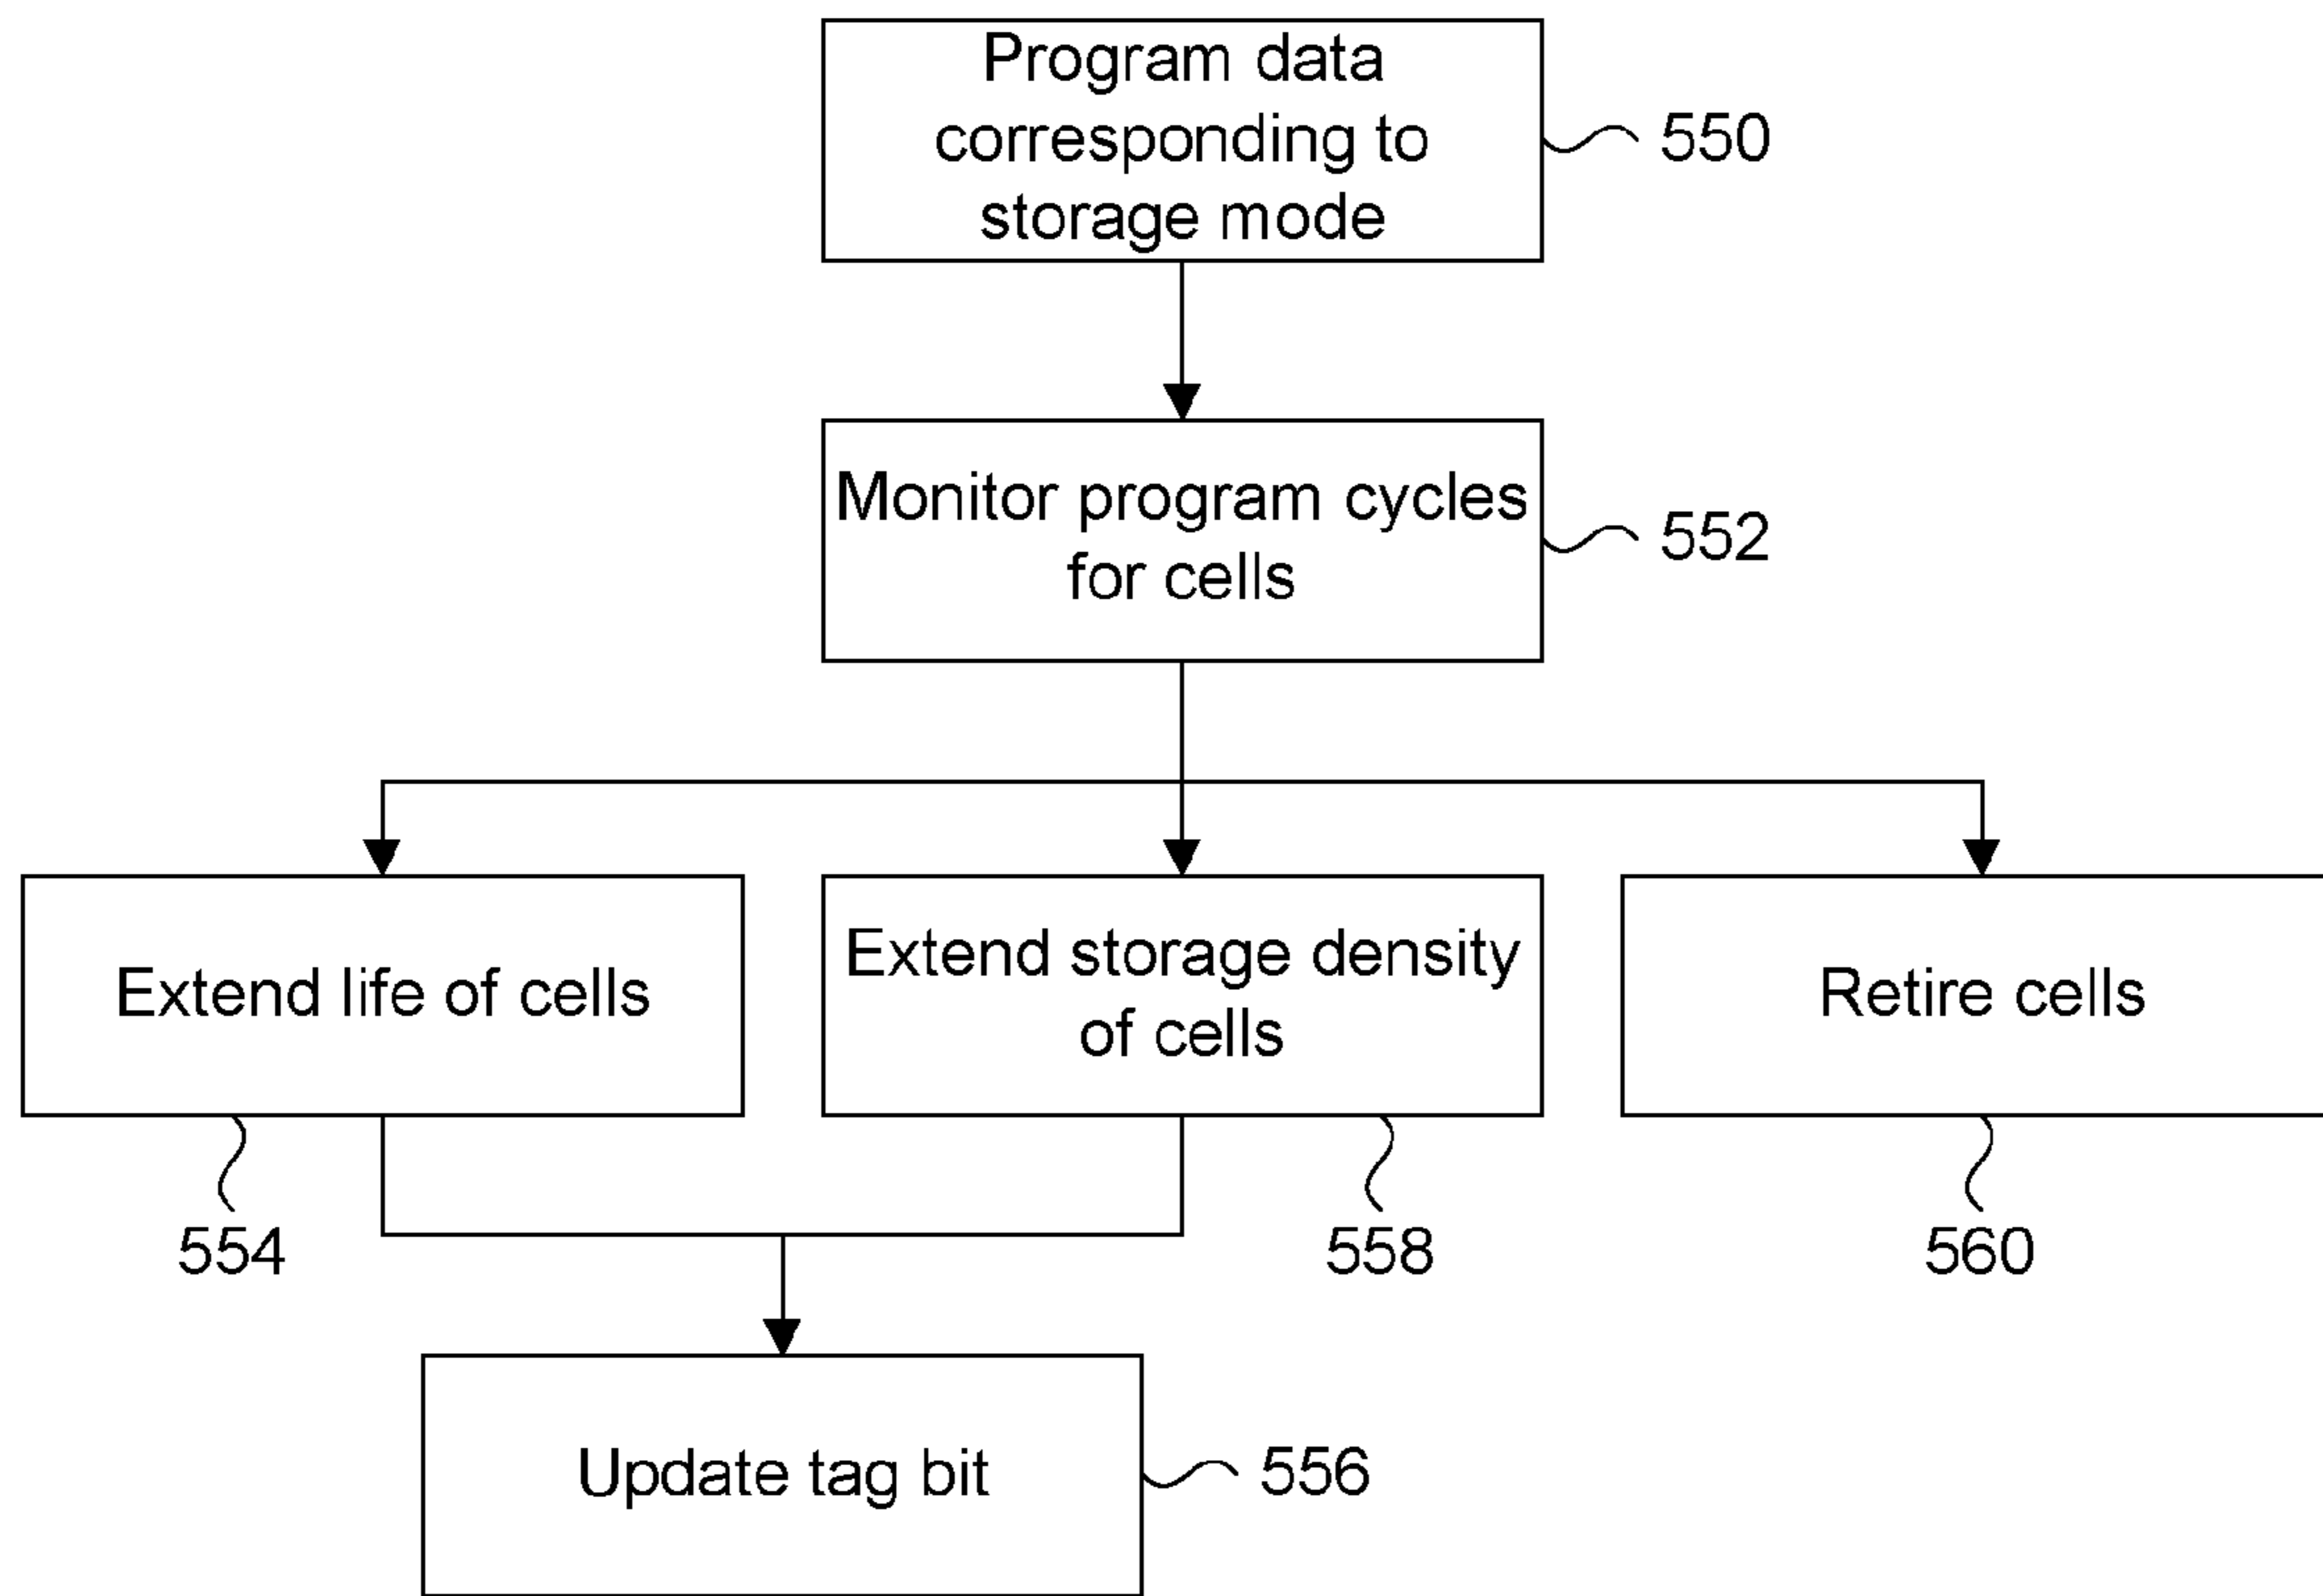 Program data
corresponding to
storage mode
550
Monitor program cycles
for cells
552
Extend life of cells
554
Extend storage density
of cells
558
Retire cells
560
Update tag bit
556